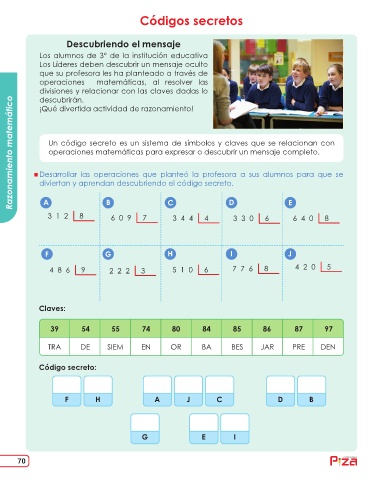 Códigos secretos
Descubriendo el mensaje
Los alumnos de 3° de la institución educativa
Los Líderes deben descubrir un mensaje oculto
que su profesora les ha planteado a través de
operaciones matemáticas, al resolver las
divisiones y relacionar con las claves dadas lo
descubrirán.
¡Qué divertida actividad de razonamiento!
Razonamiento matemático
Un código secreto es un sistema de símbolos y claves que se relacionan con
operaciones matemáticas para expresar o descubrir un mensaje completo.
Desarrollar las operaciones que planteó la profesora a sus alumnos para que se
diviertan y aprendan descubriendo el código secreto.
A B C D E
312 8 609 7 344 4 330 6 640 8
F G H I J
486 9 222 3 510 6 776 8 420 5
Claves:
39 54 55 74 80 84 85 86 87 97
TRA DE SIEM EN OR BA BES JAR PRE DEN
Código secreto:
F H A J C D B
G E I
70